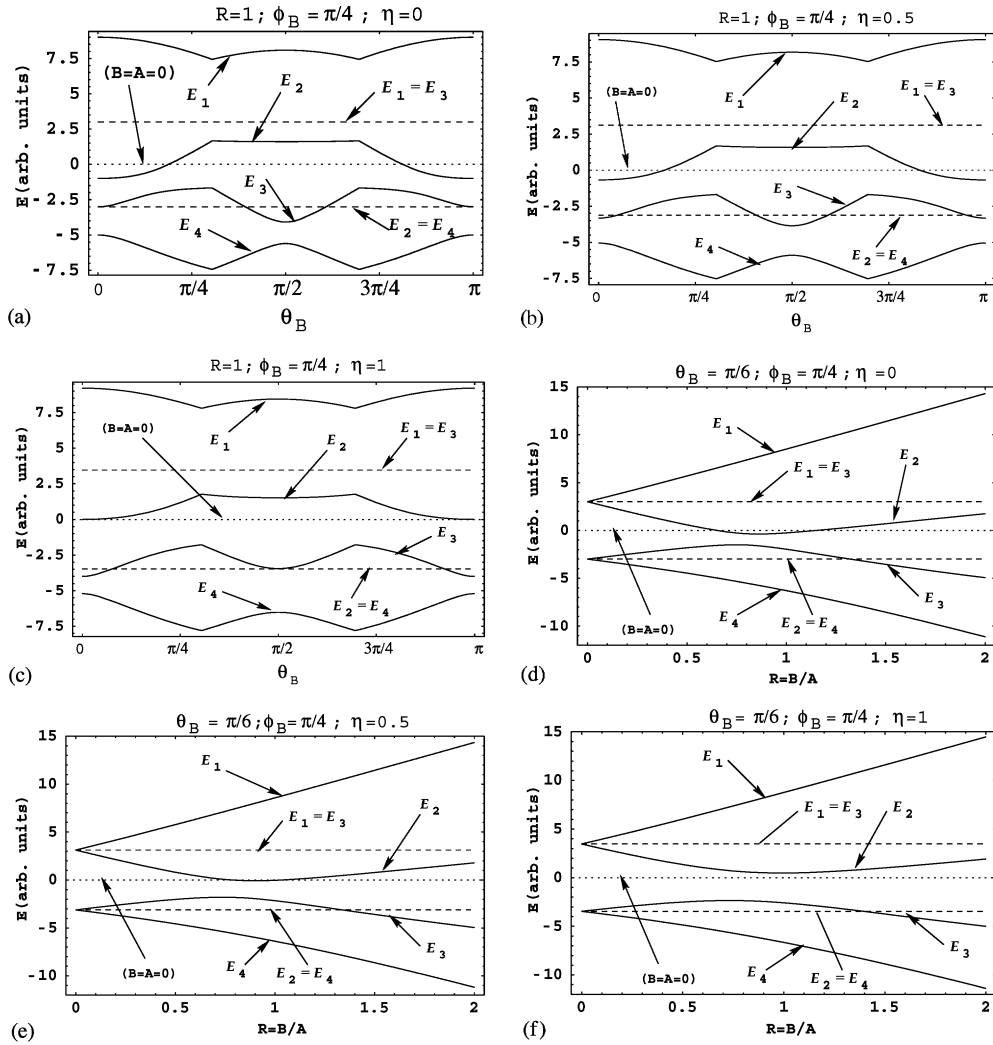 R=1; ϕB = π/4; η=0
E(arb. units)
7.5
5
2.5
0
-2.5
-5
-7.5
(B=A=0)
E1
E2
E1 = E3
E3
E4
E2 = E4
0
π/4
π/2
3π/4
π
θB
(a)
R=1; ϕB = π/4; η=0.5
E(arb. units)
7.5
5
2.5
0
-2.5
-5
-7.5
(B=A=0)
E1
E2
E1 = E3
E3
E4
E2 = E4
0
π/4
π/2
3π/4
π
θB
(b)
R=1; ϕB = π/4; η=1
E(arb. units)
7.5
5
2.5
0
-2.5
-5
-7.5
(B=A=0)
E1
E2
E1 = E3
E3
E4
E2 = E4
0
π/4
π/2
3π/4
π
θB
(c)
θB = π/6; ϕB = π/4; η=0
E(arb. units)
15
10
5
0
-5
-10
E1
E1 = E3
E2
(B=A=0)
E4
E2 = E4
E3
0
0.5
1
1.5
2
R=B/A
(d)
θB = π/6; ϕB = π/4; η=0.5
E(arb. units)
15
10
5
0
-5
-10
E1
E1 = E3
E2
(B=A=0)
E4
E2 = E4
E3
0
0.5
1
1.5
2
R=B/A
(e)
θB = π/6; ϕB = π/4; η=1
E(arb. units)
15
10
5
0
-5
-10
E1
E1 = E3
E2
(B=A=0)
E4
E2 = E4
E3
0
0.5
1
1.5
2
R=B/A
(f)